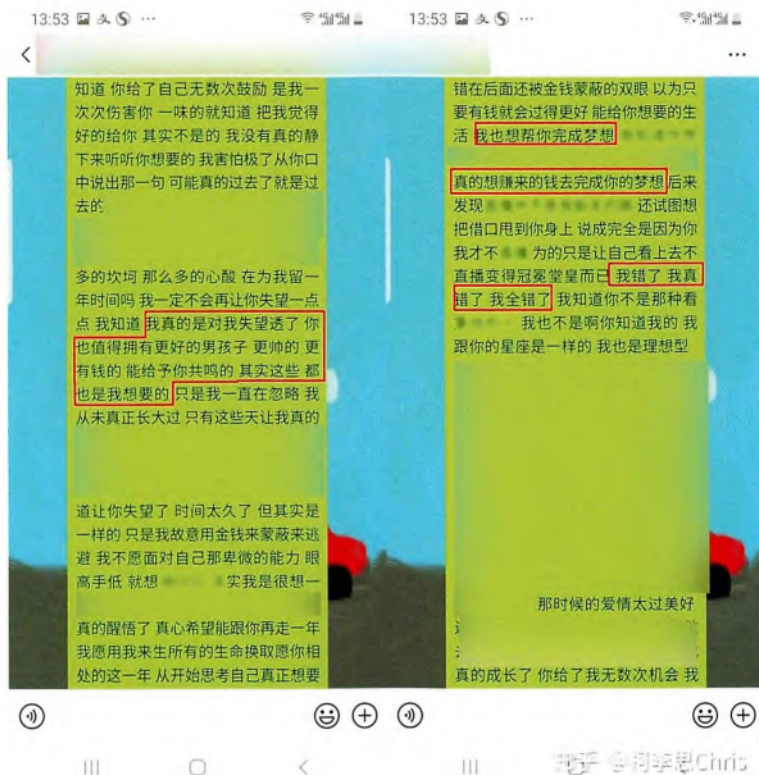 13:53
知道 你给了自己无数次鼓励 是我一
次次伤害你 一味的就知道 把我觉得
好的给你 其实不是的 我没有真的静
下来听听你想要的 我害怕极了从你口
中说出那一句 可能真的过去了就是过
去的
多的坎坷 那么多的心酸 在为我留一
年时间吗 我一定不会再让你失望一点
点 我知道 我真的是对我失望透了 你
也值得拥有更好的男孩子 更帅的 更
有钱的 能给予你共鸣的 其实这些 都
也是我想要的 只是我一直在忽略 我
从未真正长大过 只有这些天让我真的
道让你失望了 时间太久了 但其实是
一样的 只是我故意用金钱来蒙蔽来逃
避 我不愿面对自己那卑微的能力 眼
高手低 就想
实我是很想一
真的醒悟了 真心希望能跟你再走一年
我愿用我来生所有的生命换取愿你相
处的这一年 从开始思考自己真正想要
13:53
错在后面还被金钱蒙蔽的双眼 以为只
要有钱就会过得更好 能给你想要的生
活 我也想帮你完成梦想
真的想赚来的钱去完成你的梦想 后来
发现
还试图想
把借口甩到你身上 说成完全是因为你
我才不
为的只是让自己看上去不
直播变得冠冕堂皇而已 我错了 我真
错了 我全错了 我知道你不是那种看
我也不是啊你知道我的 我
跟你的星座是一样的 我也是理想型
那时候的爱情太过美好
真的成长了 你给了我无数次机会 我
知乎